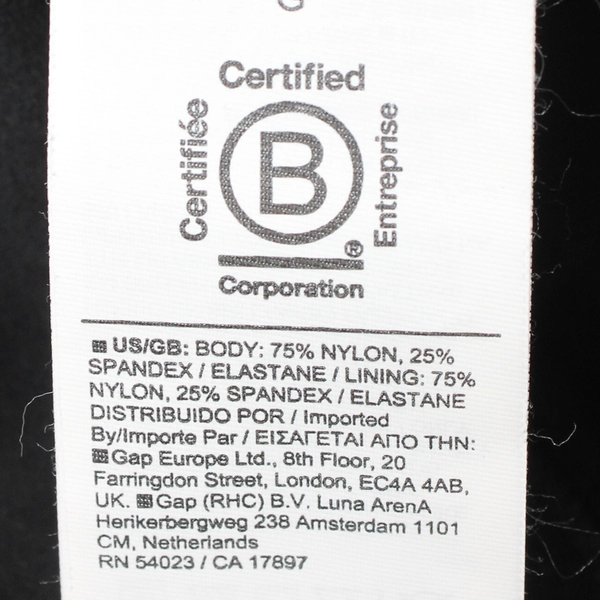 G
Certified
Certifiée
B
Entreprise
®
Corporation
US/GB: BODY: 75% NYLON, 25%
SPANDEX / ELASTANE / LINING: 75%
NYLON, 25% SPANDEX / ELASTANE
DISTRIBUIDO POR / Imported
By/Importe Par / ΕΙΣΑΓΕΤΑΙ ΑΠΟ ΤΗΝ:
Gap Europe Ltd., 8th Floor, 20
Farringdon Street, London, EC4A 4AB,
UK. Gap (RHC) B.V. Luna ArenA
Herikerbergweg 238 Amsterdam 1101
CM, Netherlands
RN 54023 / CA 17897